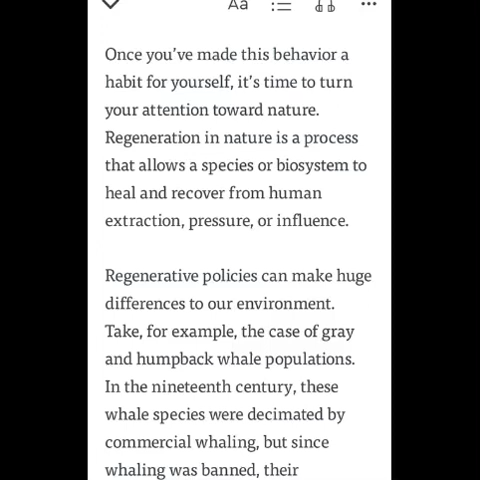 Aa
Once you’ve made this behavior a
habit for yourself, it’s time to turn
your attention toward nature.
Regeneration in nature is a process
that allows a species or biosystem to
heal and recover from human
extraction, pressure, or influence.
Regenerative policies can make huge
differences to our environment.
Take, for example, the case of gray
and humpback whale populations.
In the nineteenth century, these
whale species were decimated by
commercial whaling, but since
whaling was banned, their